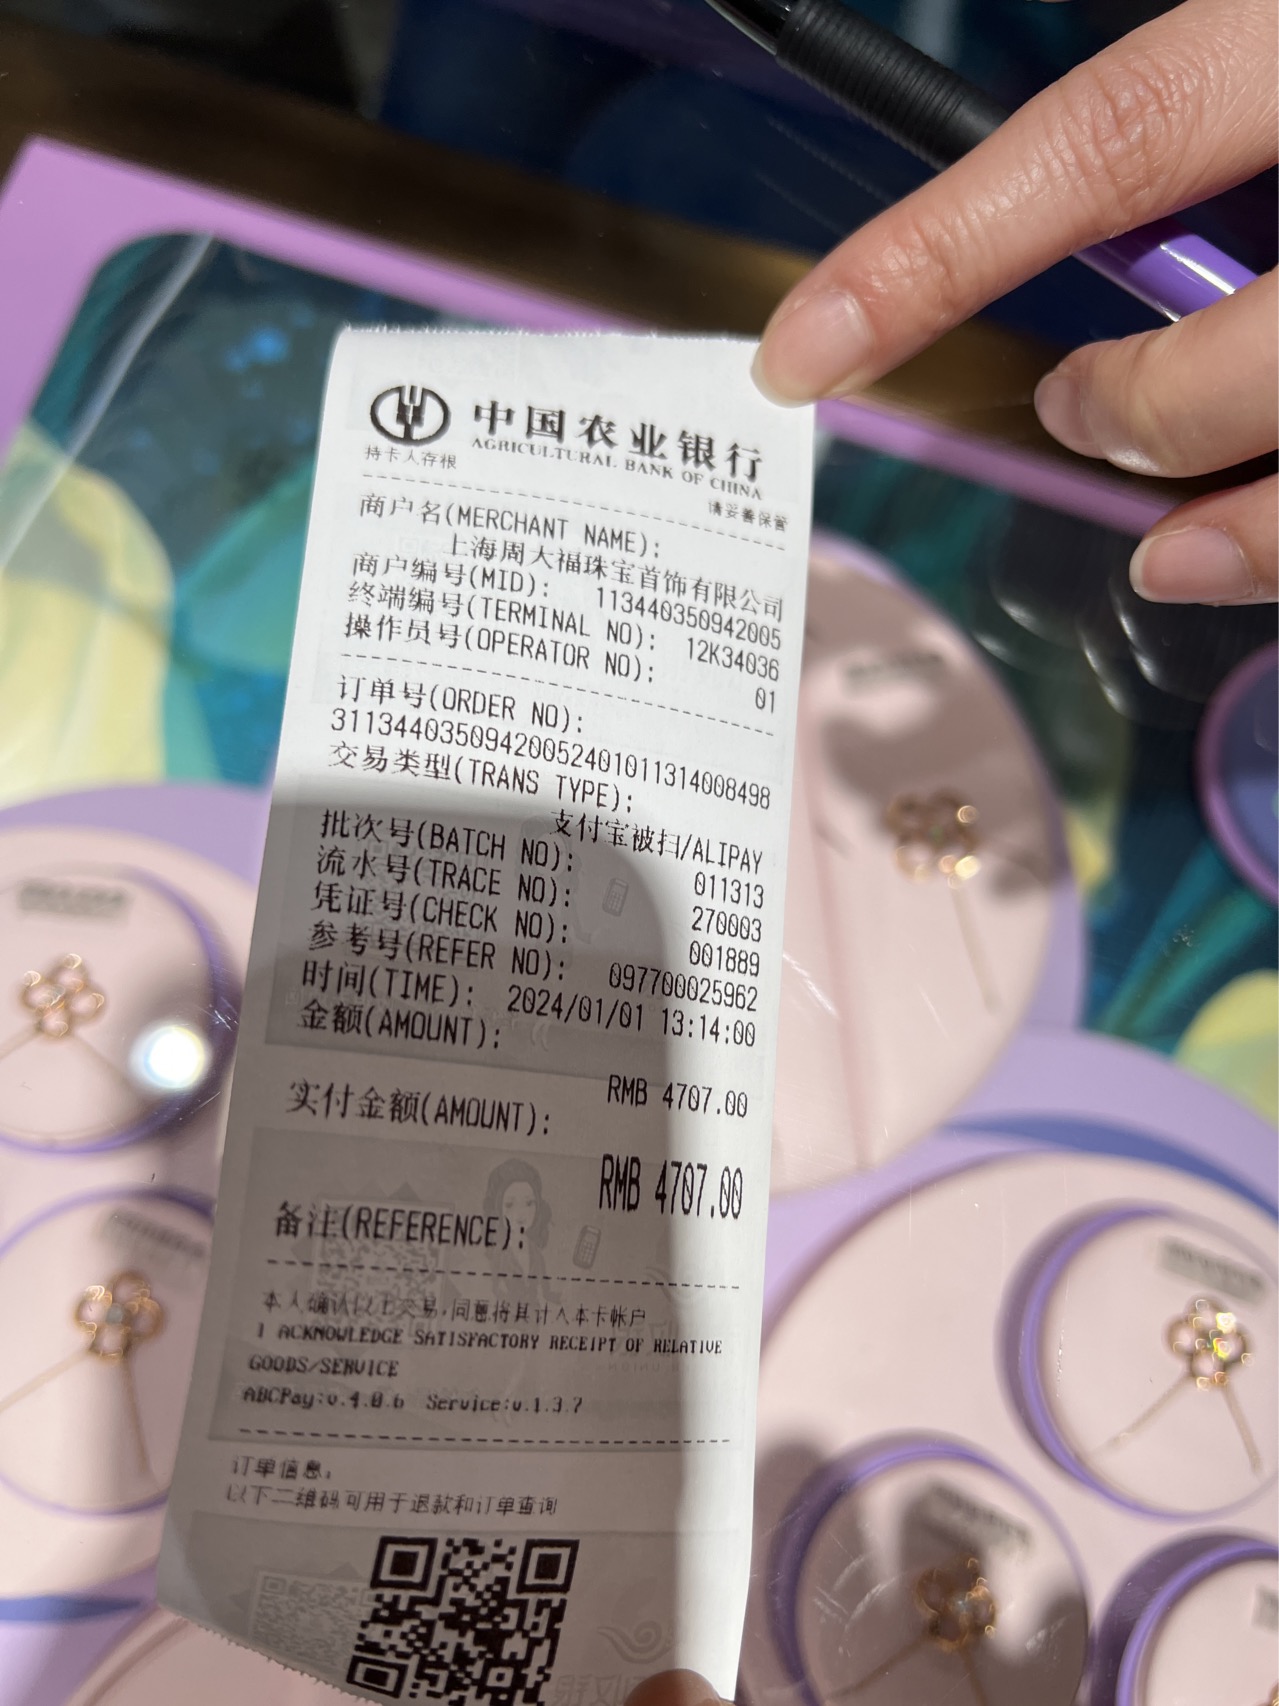 中国农业银行
AGRICULTURAL BANK OF CHINA
持卡人存根
请妥善保管
商户名(MERCHANT NAME):
上海周大福珠宝首饰有限公司
商户编号(MID): 113440350942005
终端编号(TERMINAL NO): 12K34036
操作员号(OPERATOR NO): 01
订单号(ORDER NO):
31134403509420052401011314008498
交易类型(TRANS TYPE):
支付宝被扫/ALIPAY
批次号(BATCH NO): 011313
流水号(TRACE NO): 270003
凭证号(CHECK NO): 001889
参考号(REFER NO): 097700025962
时间(TIME): 2024/01/01 13:14:00
金额(AMOUNT):
RMB 4707.00
实付金额(AMOUNT):
RMB 4707.00
备注(REFERENCE):
本人确认以上交易,同意将其计入本卡帐户
I ACKNOWLEDGE SATISFACTORY RECEIPT OF RELATIVE
GOODS/SERVICE
ABCPay:v.4.0.6 Service:v.1.3.7
订单信息:
以下二维码可用于退款和订单查询